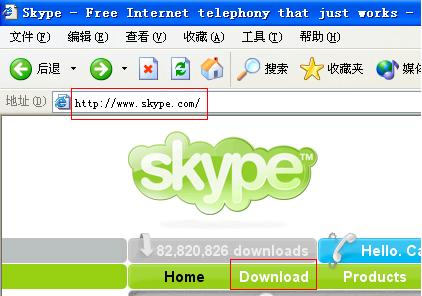 Skype - Free Internet telephony that just works -
文件(F) 编辑(E) 查看(V) 收藏(A) 工具(T) 帮助(H)
后退 搜索 收藏夹 媒体
地址(D) http://www.skype.com/
skype™
82,820,826 downloads Hello. Ca
Home Download Products